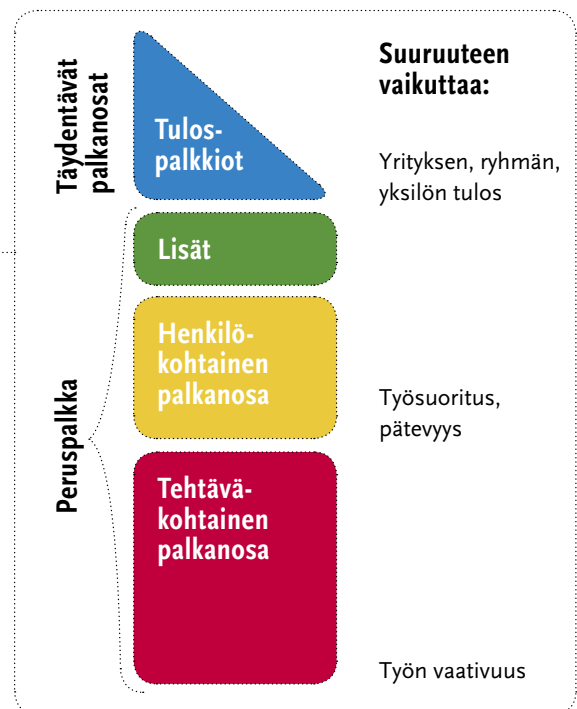 Suuruuteen
vaikuttaa:
Täydentävät
palkanosat
Tulos-
palkkiot
Yrityksen, ryhmän,
yksilön tulos
Peruspalkka
Lisät
Henkilö-
kohtainen
palkanosa
Työsuoritus,
pätevyys
Tehtävä-
kohtainen
palkanosa
Työn vaativuus